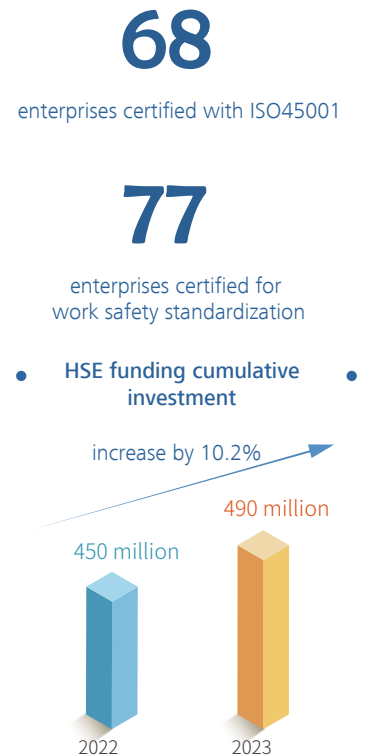 68
enterprises certified with ISO45001
77
enterprises certified for
work safety standardization
HSE funding cumulative
investment
increase by 10.2%
490 million
450 million
2022
2023